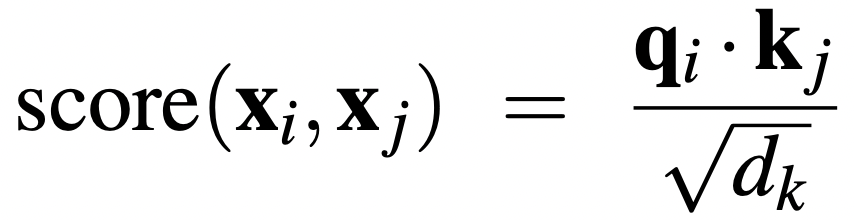 score(𝐱ᵢ, 𝐱ⱼ) = 𝐪ᵢ · 𝐤ⱼ / √dₖ